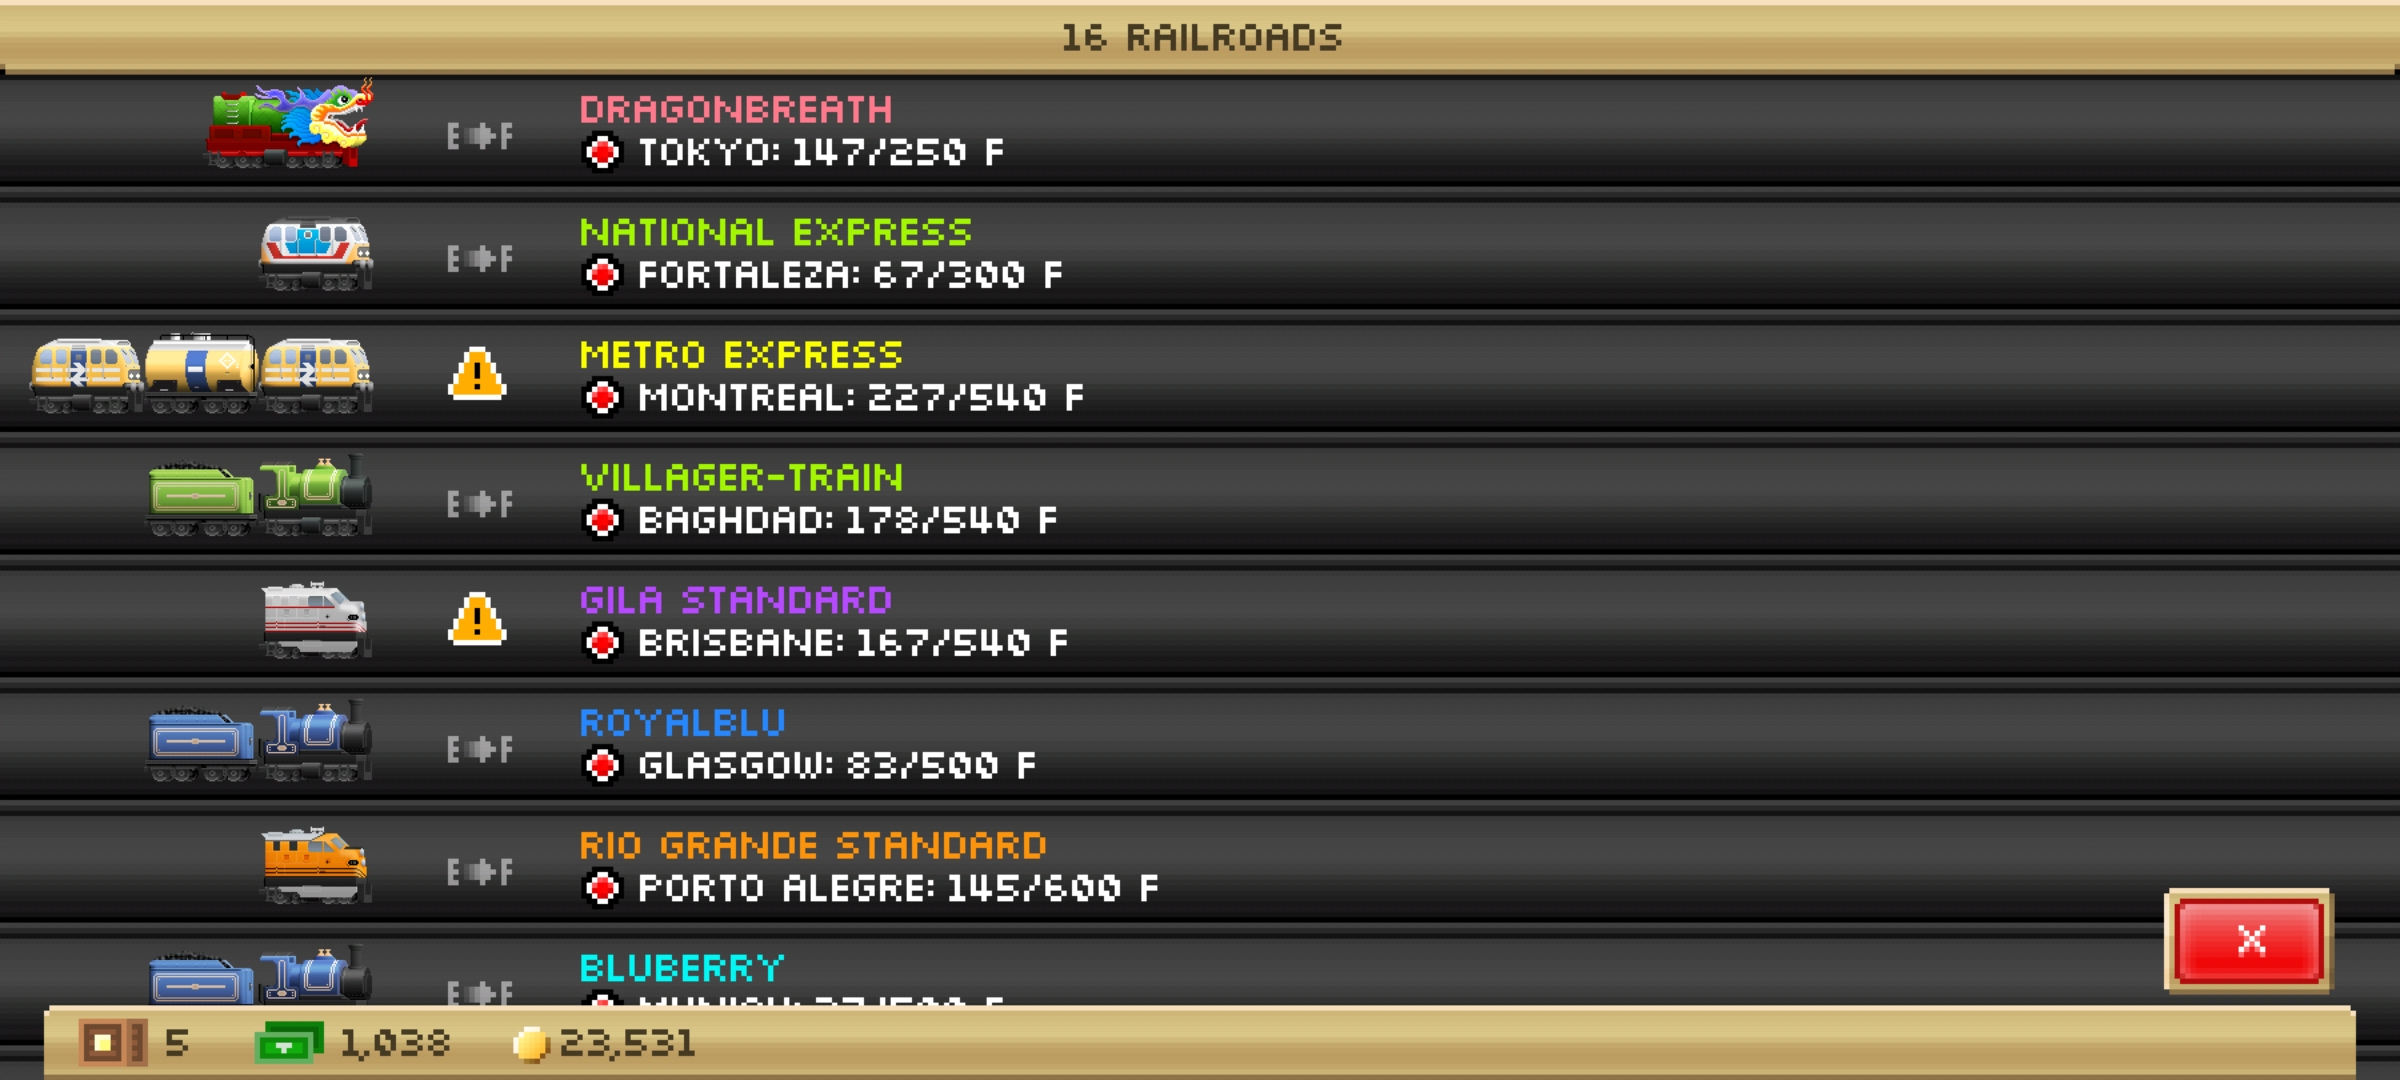 16 RAILROADS
DRAGONBREATH
E F
TOKYO: 147/250 F
NATIONAL EXPRESS
E F
FORTALEZA: 67/300 F
METRO EXPRESS
MONTREAL: 227/540 F
VILLAGER-TRAIN
E F
BAGHDAD: 178/540 F
GILA STANDARD
BRISBANE: 167/540 F
ROYALBLU
E F
GLASGOW: 83/500 F
RIO GRANDE STANDARD
E F
PORTO ALEGRE: 145/600 F
BLUBERRY
E F
X
5 1,038 23,531